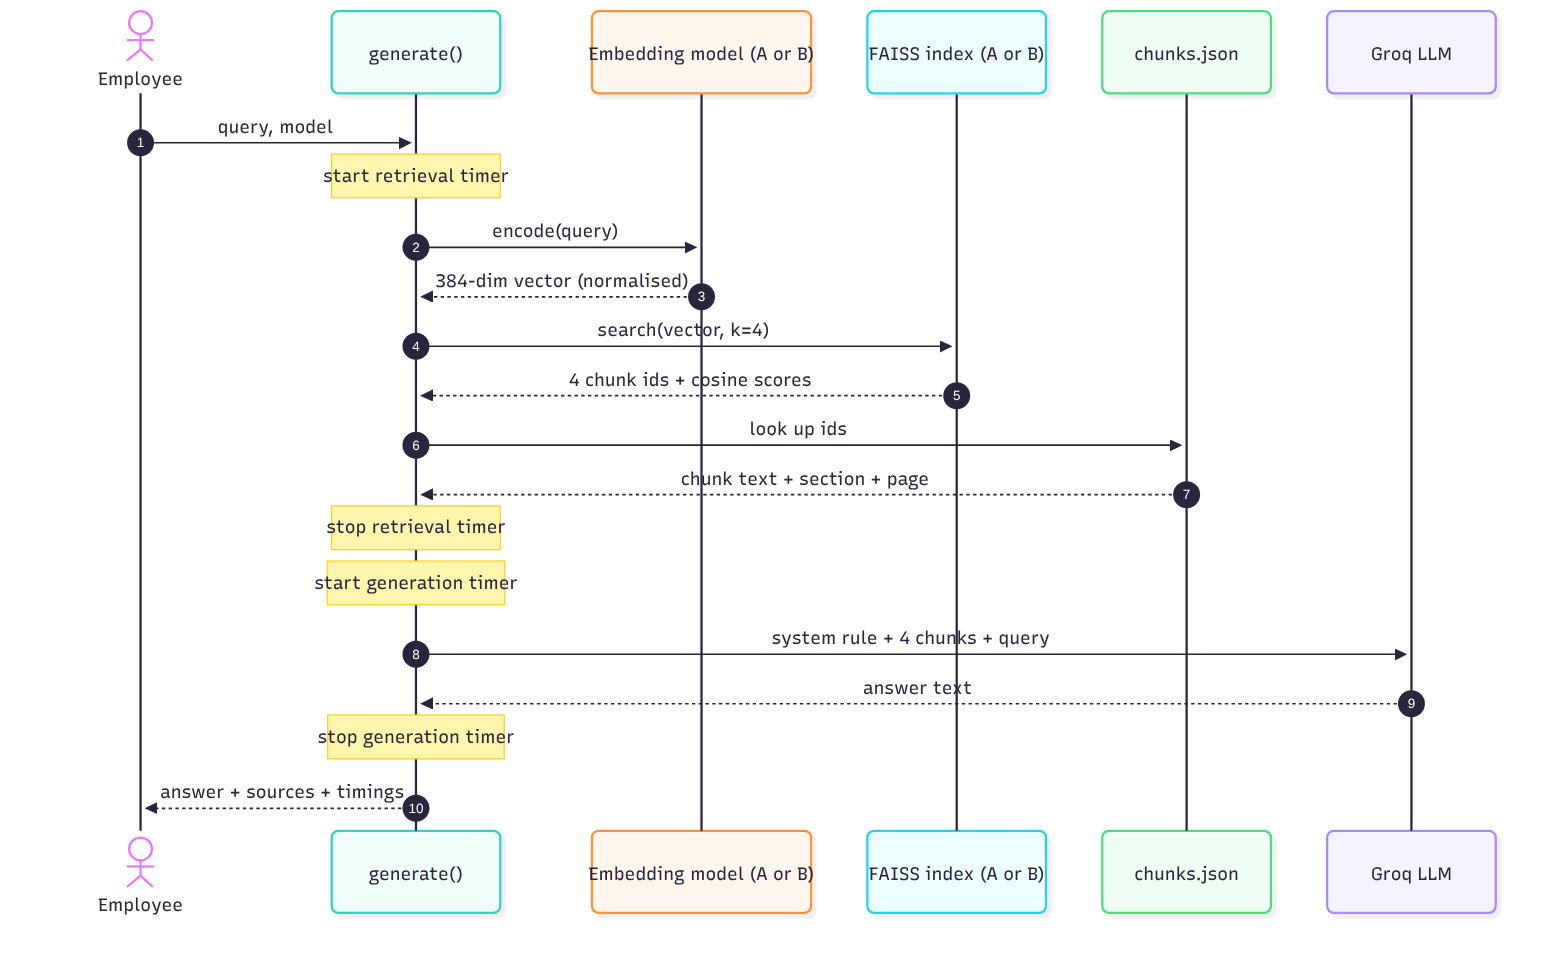 generate()
Embedding model (A or B)
FAISS index (A or B)
chunks.json
Groq LLM
Employee
query, model
1
start retrieval timer
encode(query)
2
384-dim vector (normalised)
3
search(vector, k=4)
4
4 chunk ids + cosine scores
5
look up ids
6
chunk text + section + page
7
stop retrieval timer
start generation timer
system rule + 4 chunks + query
8
answer text
9
stop generation timer
answer + sources + timings
10
generate()
Embedding model (A or B)
FAISS index (A or B)
chunks.json
Groq LLM
Employee